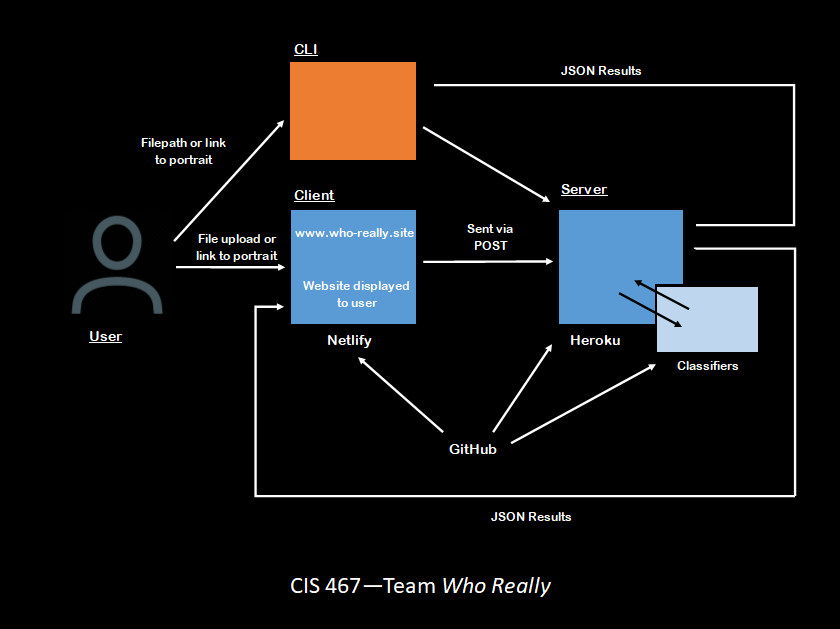 CLI
JSON Results
Filepath or link
to portrait
Client
Server
www.who-really.site
File upload or
link to portrait
Sent via
POST
Website displayed
to user
User
Netlify
Heroku
Classifiers
GitHub
JSON Results
CIS 467—Team Who Really